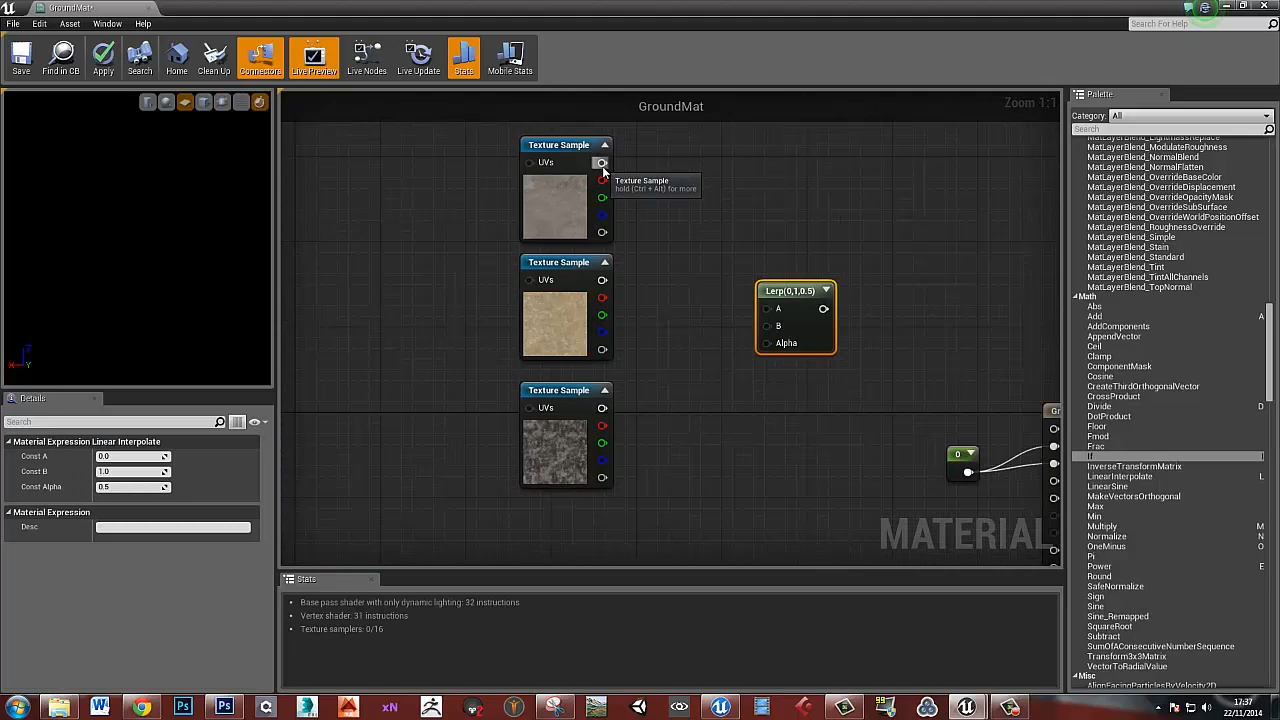 GroundMat*
File Edit Asset Window Help
Search For Help
Save Find in CB Apply Search Home Clean Up Connectors Live Preview Live Nodes Live Update Stats Mobile Stats
GroundMat
Zoom 1:1
Palette
Category: All
Search
MatLayerBlend_LightmassReplace
MatLayerBlend_ModulateRoughness
MatLayerBlend_NormalBlend
MatLayerBlend_NormalFlatten
MatLayerBlend_OverrideBaseColor
MatLayerBlend_OverrideDisplacement
MatLayerBlend_OverrideOpacityMask
MatLayerBlend_OverrideSubSurface
MatLayerBlend_OverrideWorldPositionOffset
MatLayerBlend_RoughnessOverride
MatLayerBlend_Simple
MatLayerBlend_Stain
MatLayerBlend_Standard
MatLayerBlend_Tint
MatLayerBlend_TintAllChannels
MatLayerBlend_TopNormal
Math
Abs
Add A
AddComponents
AppendVector
Ceil
Clamp
ComponentMask
Cosine
CreateThirdOrthogonalVector
CrossProduct
Divide D
DotProduct
Floor
Fmod
Frac
If I
InverseTransformMatrix
LinearInterpolate L
LinearSine
MakeVectorsOrthogonal
Max
Min
Multiply M
Normalize N
OneMinus O
Pi
Power E
Round
SafeNormalize
Sign
Sine
Sine_Remapped
SquareRoot
Subtract
SumOfAConsecutiveNumberSequence
Transform3x3Matrix
VectorToRadialValue
Misc
AlignFacingParticlesByVelocity2D
Texture Sample
UVs
Texture Sample
hold (Ctrl + Alt) for more
Texture Sample
UVs
Lerp(0,1,0.5)
A
B
Alpha
Texture Sample
UVs
Gr
0
MATERIAL
X Z Y
Details
Search
Material Expression Linear Interpolate
Const A 0.0
Const B 1.0
Const Alpha 0.5
Material Expression
Desc
Stats
Base pass shader with only dynamic lighting: 32 instructions
Vertex shader: 31 instructions
Texture samplers: 0/16
17:37
22/11/2014